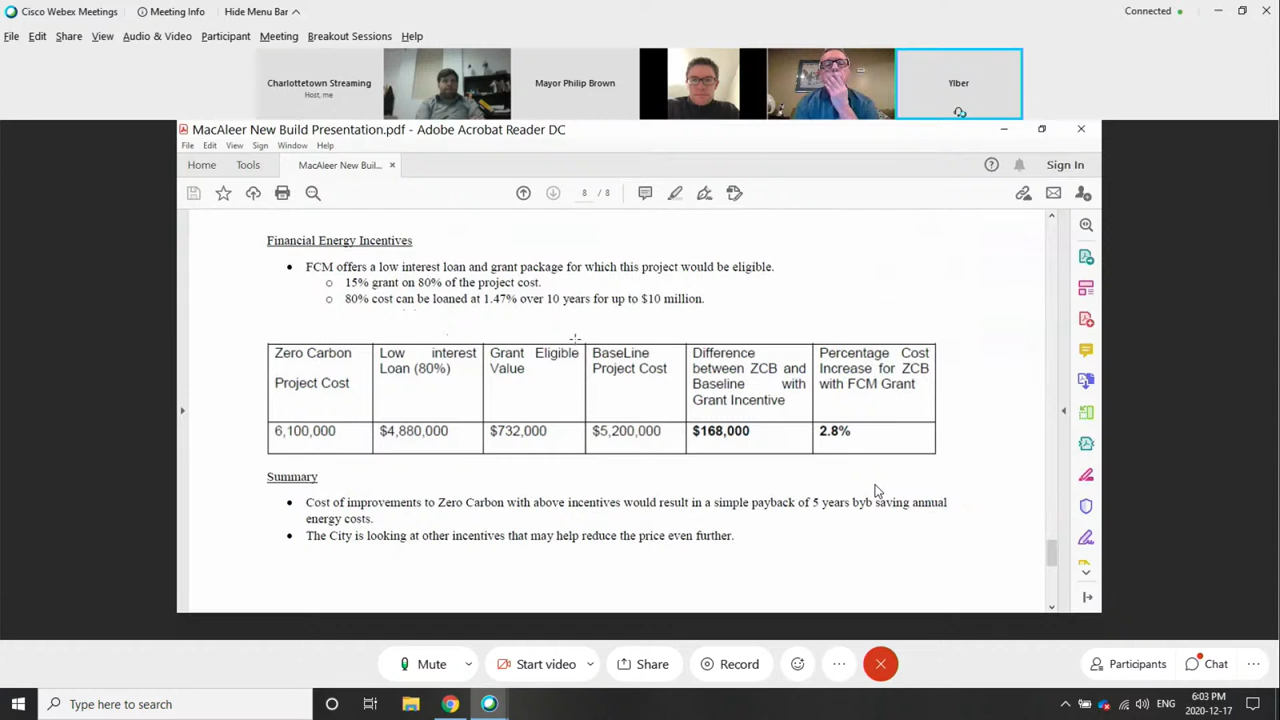 Cisco Webex Meetings
Meeting Info
Hide Menu Bar
Connected
File Edit Share View Audio & Video Participant Meeting Breakout Sessions Help
Charlottetown Streaming
Host, me
Mayor Philip Brown
Ylber
MacAleer New Build Presentation.pdf - Adobe Acrobat Reader DC
File Edit View Sign Window Help
Home
Tools
MacAleer New Buil...
Sign In
8 / 8
Financial Energy Incentives
• FCM offers a low interest loan and grant package for which this project would be eligible.
o 15% grant on 80% of the project cost.
o 80% cost can be loaned at 1.47% over 10 years for up to $10 million.
Zero Carbon
Project Cost
Low interest
Loan (80%)
Grant Eligible
Value
BaseLine
Project Cost
Difference
between ZCB and
Baseline with
Grant Incentive
Percentage Cost
Increase for ZCB
with FCM Grant
6,100,000
$4,880,000
$732,000
$5,200,000
$168,000
2.8%
Summary
• Cost of improvements to Zero Carbon with above incentives would result in a simple payback of 5 years byb saving annual
energy costs.
• The City is looking at other incentives that may help reduce the price even further.
Mute
Start video
Share
Record
Participants
Chat
Type here to search
ENG
6:03 PM
2020-12-17